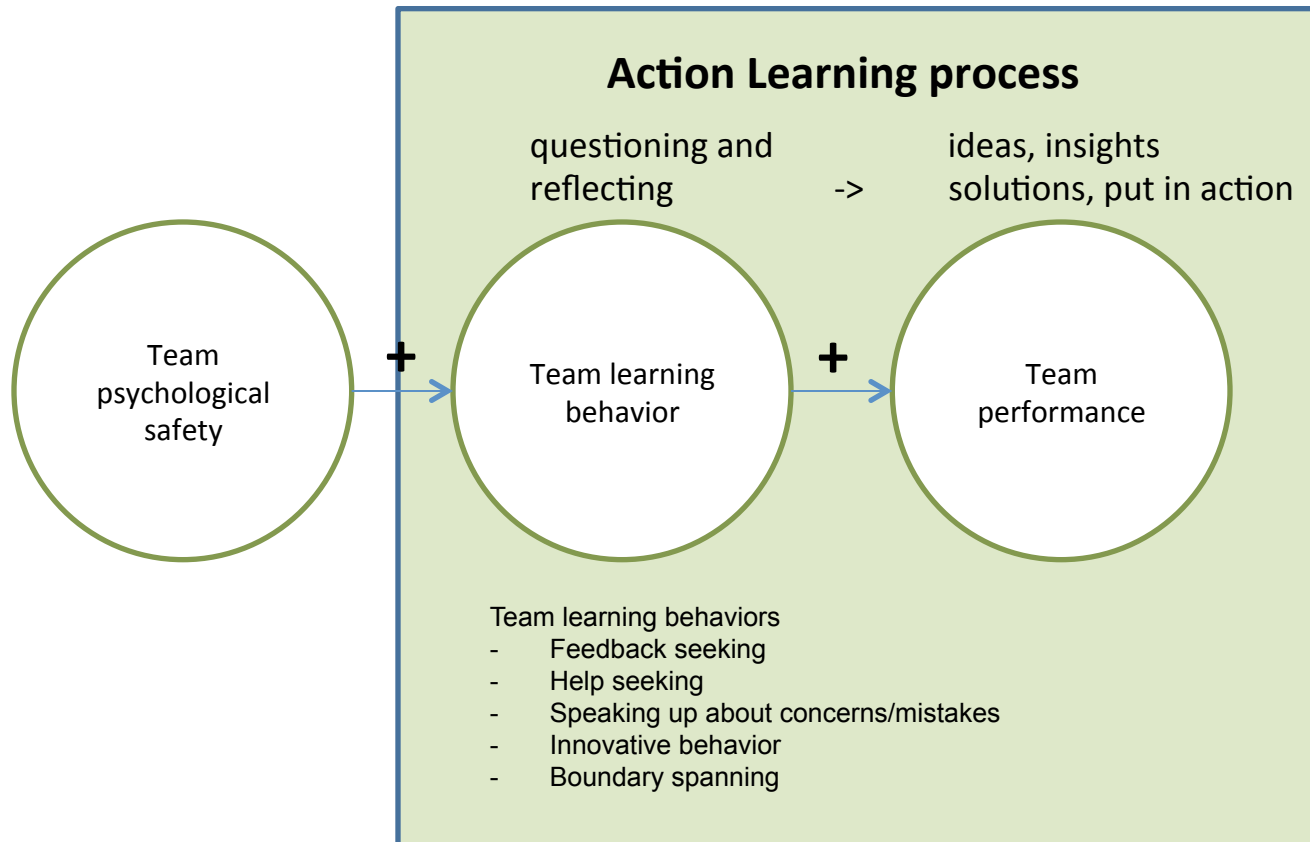 Action Learning process
questioning and
reflecting
->
ideas, insights
solutions, put in action
Team
psychological
safety
+
Team learning
behavior
+
Team
performance
Team learning behaviors
- Feedback seeking
- Help seeking
- Speaking up about concerns/mistakes
- Innovative behavior
- Boundary spanning